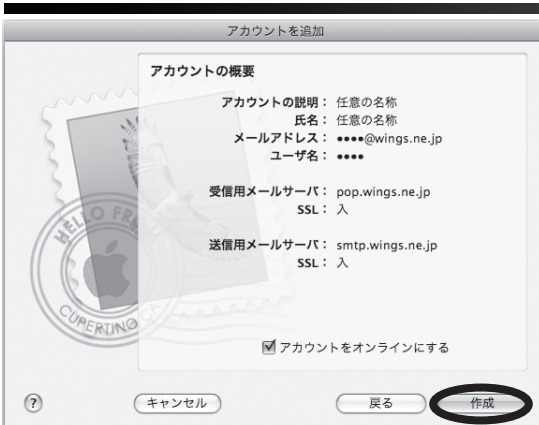 アカウントを追加
アカウントの概要
アカウントの説明： 任意の名称
氏名： 任意の名称
メールアドレス： ●●●●@wings.ne.jp
ユーザ名： ●●●●
受信用メールサーバ： pop.wings.ne.jp
SSL： 入
送信用メールサーバ： smtp.wings.ne.jp
SSL： 入
アカウントをオンラインにする
HELLO FRO
CUPERTINO
? キャンセル 戻る 作成